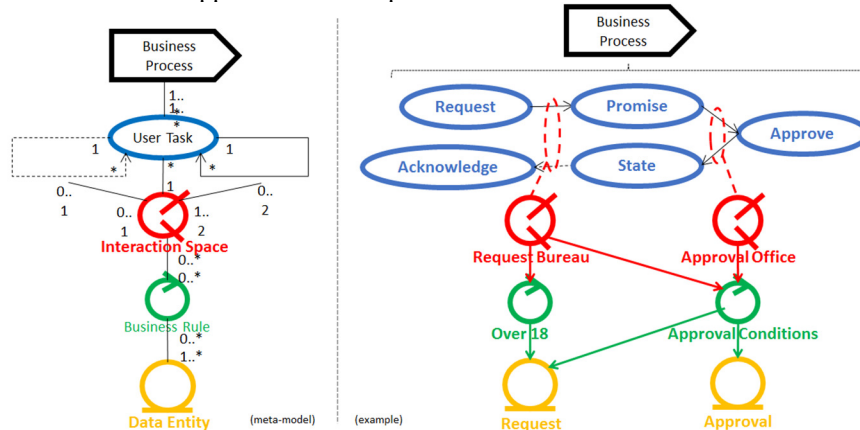 Business
Process
1..
1..
*
*
User Task
1
1
*
*
*
1
0..
1
0..
2
0..
1
1..
2
Interaction Space
0..*
0..*
Business Rule
0..*
1..*
Data Entity
(meta-model)
Business
Process
Request
Promise
Approve
Acknowledge
State
Request Bureau
Approval Office
Over 18
Approval Conditions
Request
Approval
(example)